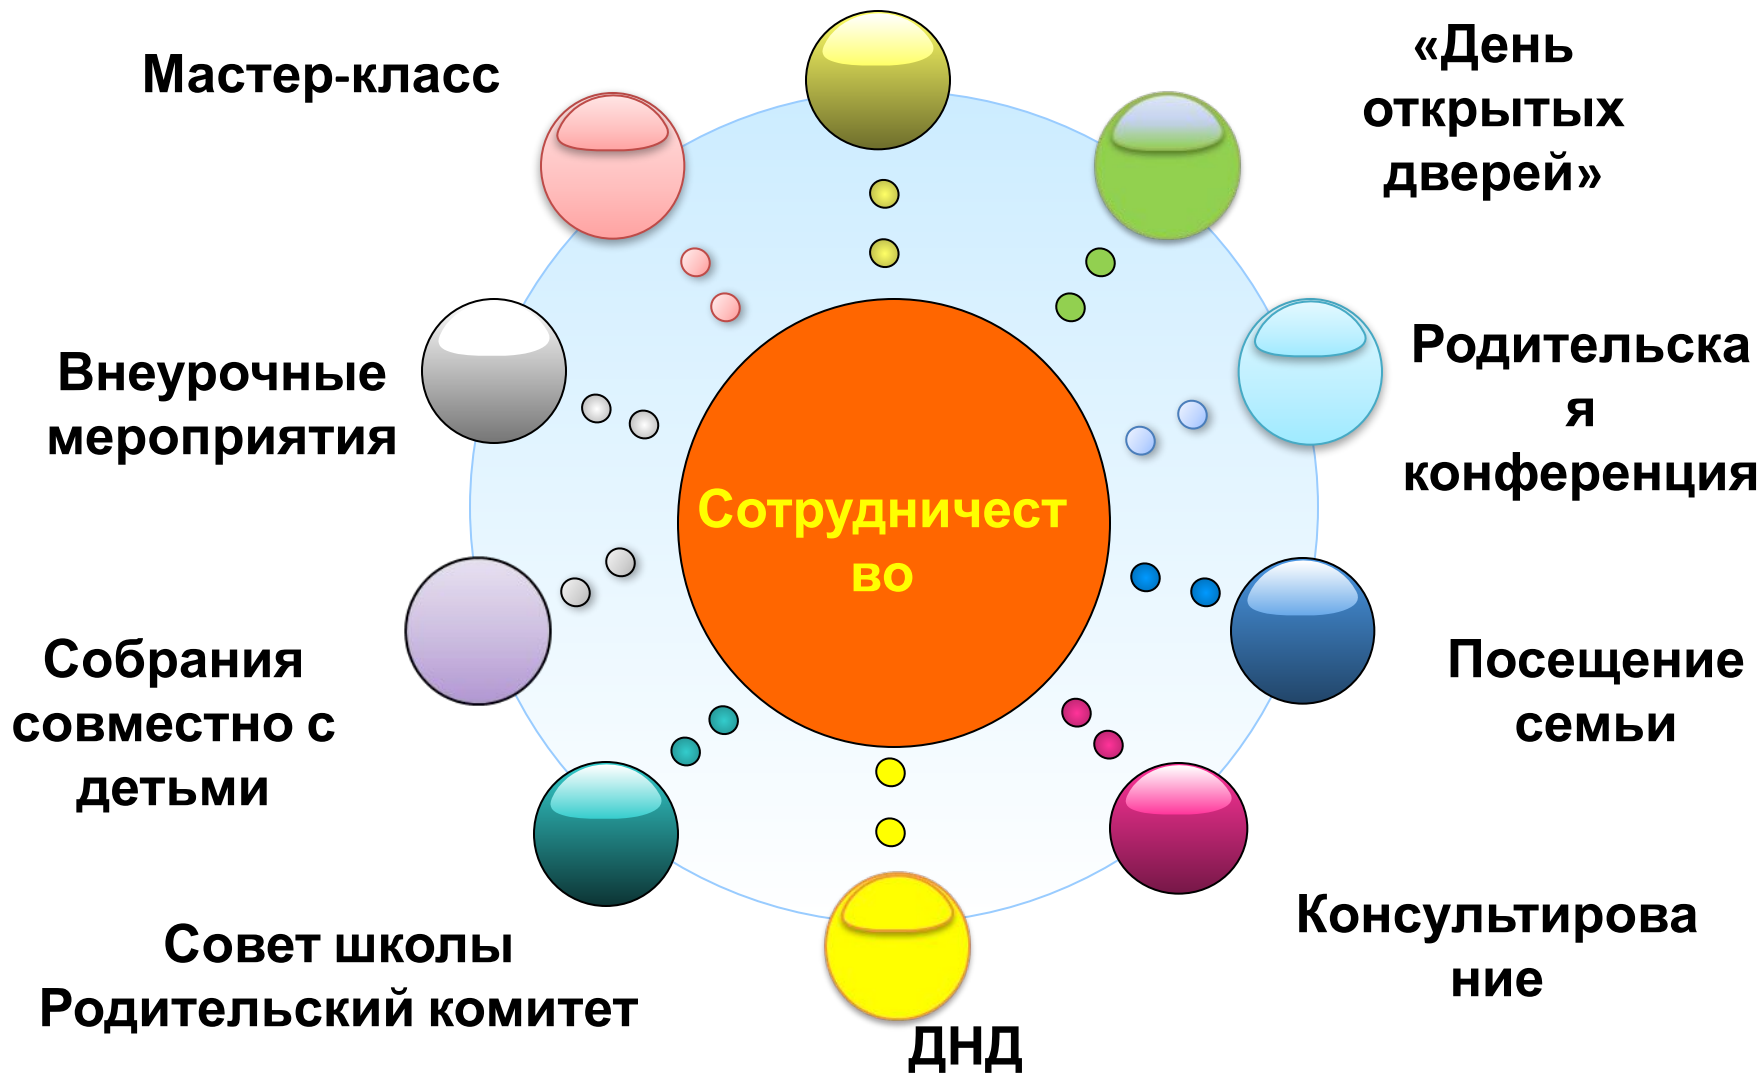 Мастер-класс
«День
открытых
дверей»
Внеурочные
мероприятия
Родительска
я
конференция
Сотрудничест
во
Собрания
совместно с
детьми
Посещение
семьи
Совет школы
Родительский комитет
Консультирова
ние
ДНД